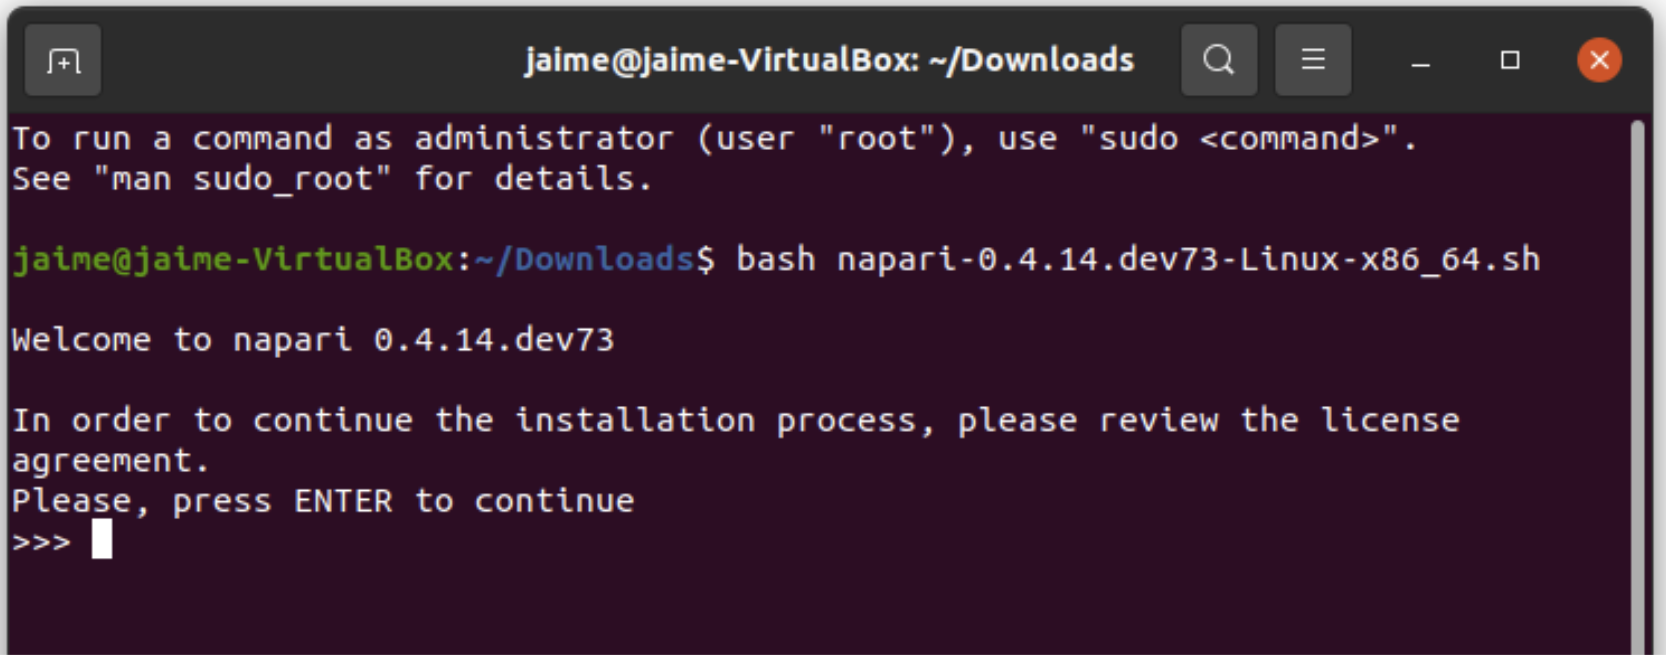 jaime@jaime-VirtualBox: ~/Downloads
To run a command as administrator (user "root"), use "sudo <command>".
See "man sudo_root" for details.
jaime@jaime-VirtualBox:~/Downloads$ bash napari-0.4.14.dev73-Linux-x86_64.sh
Welcome to napari 0.4.14.dev73
In order to continue the installation process, please review the license
agreement.
Please, press ENTER to continue
>>>